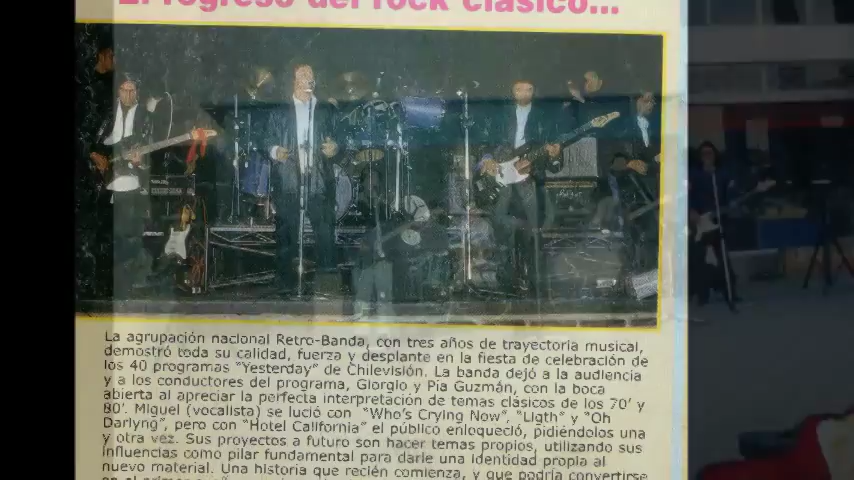 El regreso del rock clásico...
La agrupación nacional Retro-Banda, con tres años de trayectoria musical,
demostró toda su calidad, fuerza y desplante en la fiesta de celebración de
los 40 programas "Yesterday" de Chilevisión. La banda dejó a la audiencia
y a los conductores del programa, Giorgio y Pia Guzmán, con la boca
abierta al apreciar la perfecta interpretación de temas clásicos de los 70' y
80'. Miguel (vocalista) se lució con "Who's Crying Now", "Ligth" y "Oh
Darlyng", pero con "Hotel California" el público enloqueció, pidiéndolos una
y otra vez. Sus proyectos a futuro son hacer temas propios, utilizando sus
influencias como pilar fundamental para darle una identidad propia al
nuevo material. Una historia que recién comienza, y que podría convertirse